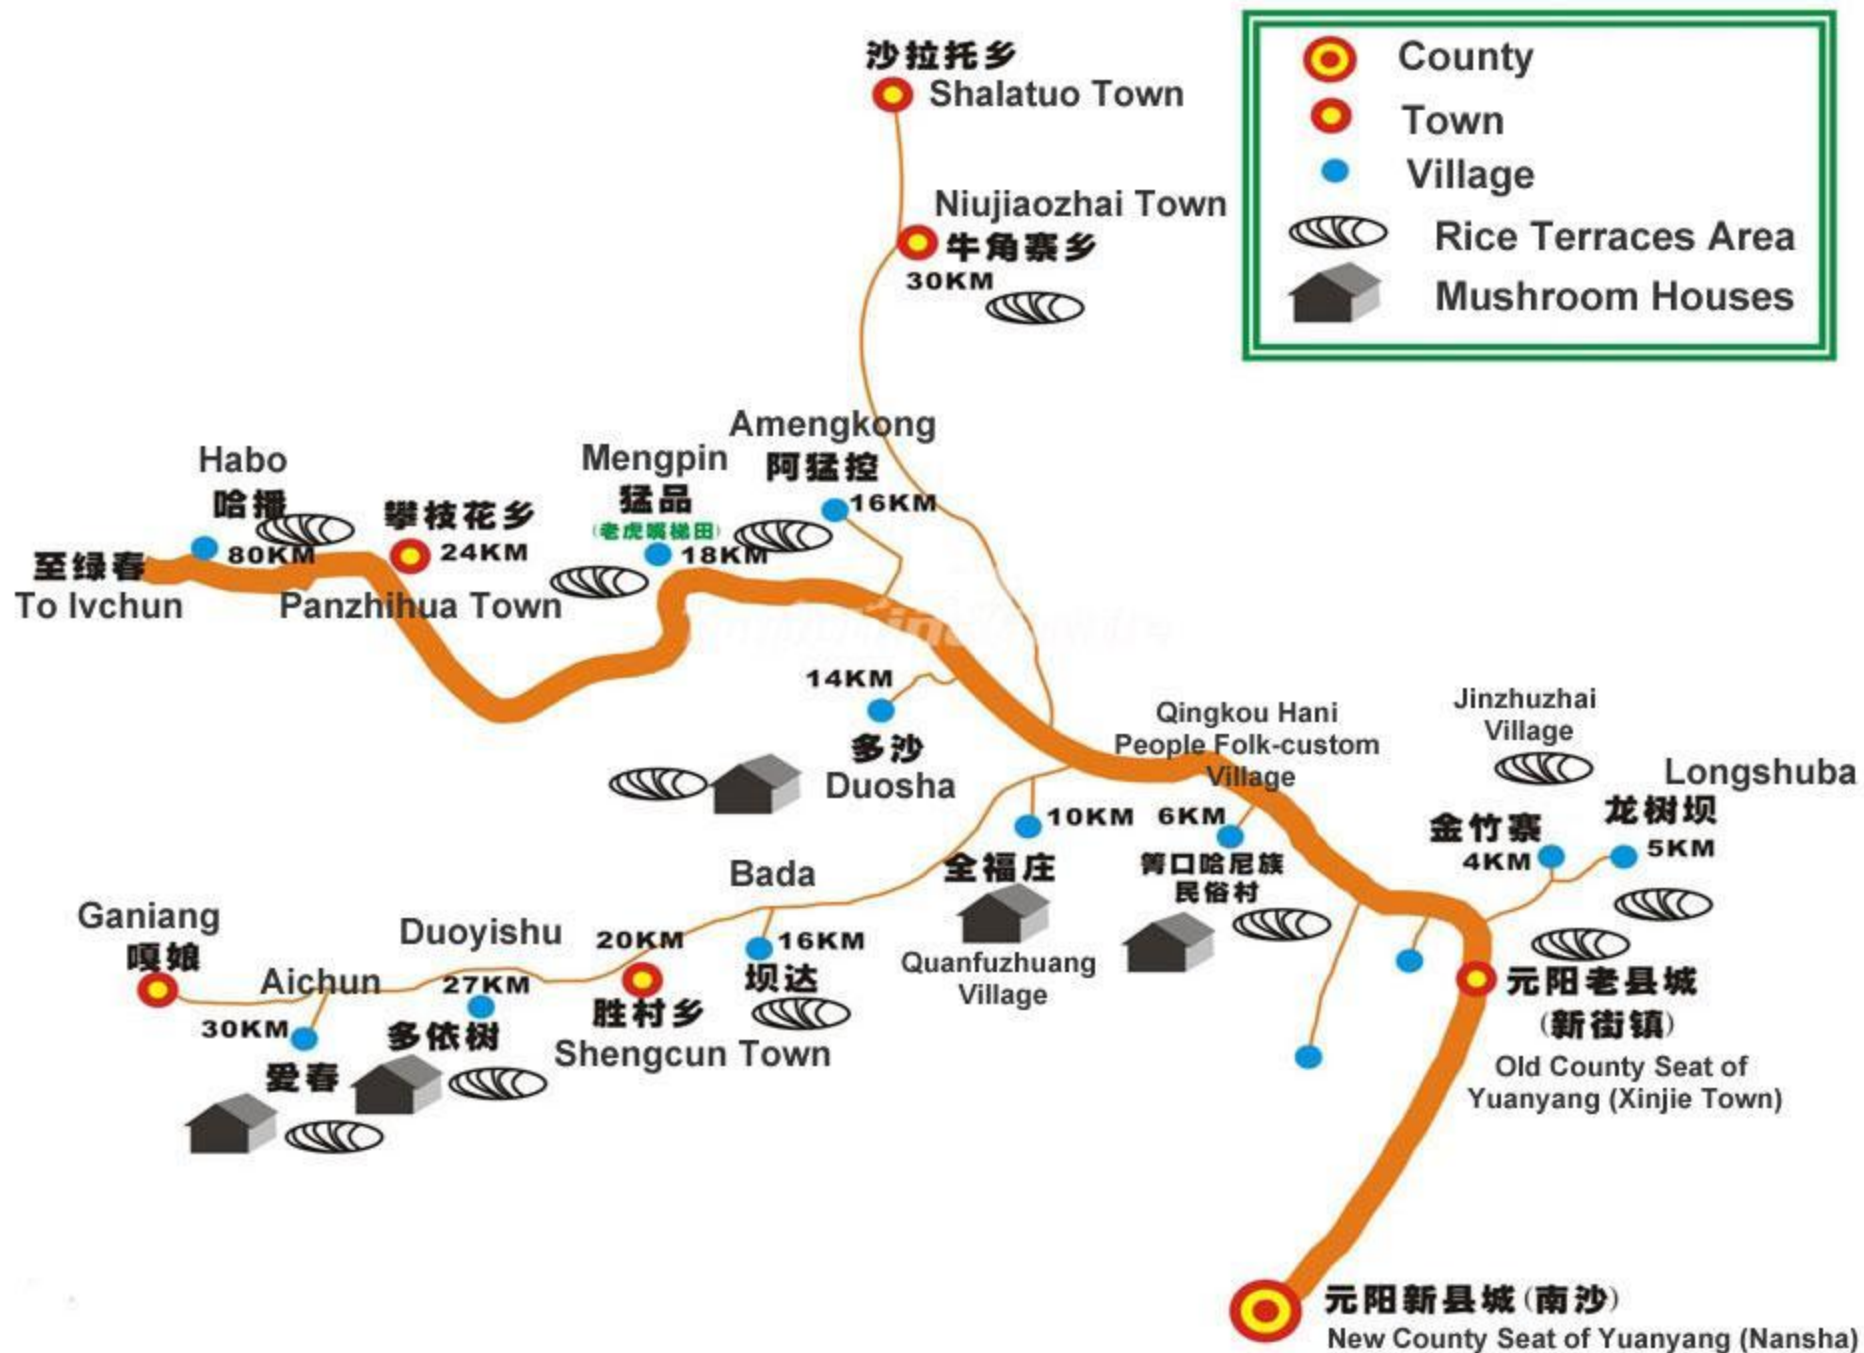 沙拉托乡
Shalatuo Town
County
Town
Village
Rice Terraces Area
Mushroom Houses
Niujiaozhai Town
牛角寨乡
30KM
Habo
哈播
80KM
至绿春
To Ivchun
攀枝花乡
24KM
Panzhihua Town
Mengpin
猛品
(老虎嘴梯田)
18KM
Amengkong
阿猛控
16KM
14KM
多沙
Duosha
Qingkou Hani
People Folk-custom
Village
6KM
箐口哈尼族
民俗村
10KM
全福庄
Quanfuzhuang
Village
Jinzhuzhai
Village
金竹寨
4KM
Longshuba
龙树坝
5KM
Bada
16KM
坝达
20KM
胜村乡
Shengcun Town
Duoyishu
27KM
多依树
Aichun
30KM
爱春
Ganiang
嘎娘
元阳老县城
(新街镇)
Old County Seat of
Yuanyang (Xinjie Town)
元阳新县城(南沙)
New County Seat of Yuanyang (Nansha)